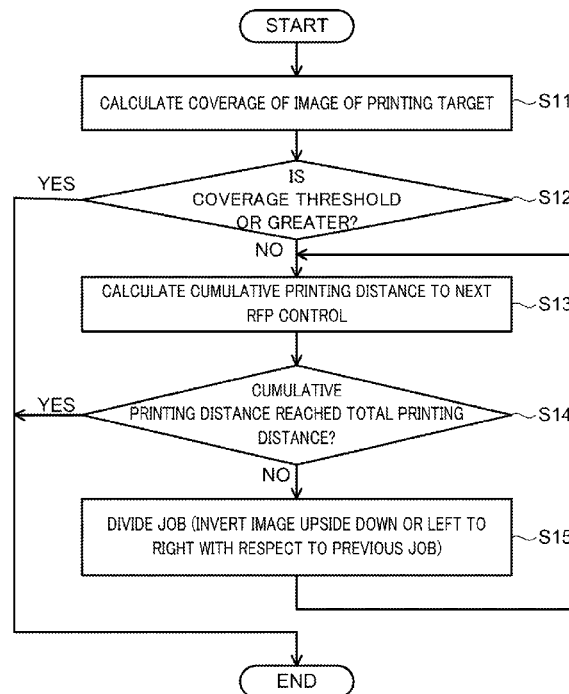 START
CALCULATE COVERAGE OF IMAGE OF PRINTING TARGET
S11
IS
COVERAGE THRESHOLD
OR GREATER?
S12
YES
NO
CALCULATE CUMULATIVE PRINTING DISTANCE TO NEXT
RFP CONTROL
S13
CUMULATIVE
PRINTING DISTANCE REACHED TOTAL PRINTING
DISTANCE?
S14
YES
NO
DIVIDE JOB (INVERT IMAGE UPSIDE DOWN OR LEFT TO
RIGHT WITH RESPECT TO PREVIOUS JOB)
S15
END